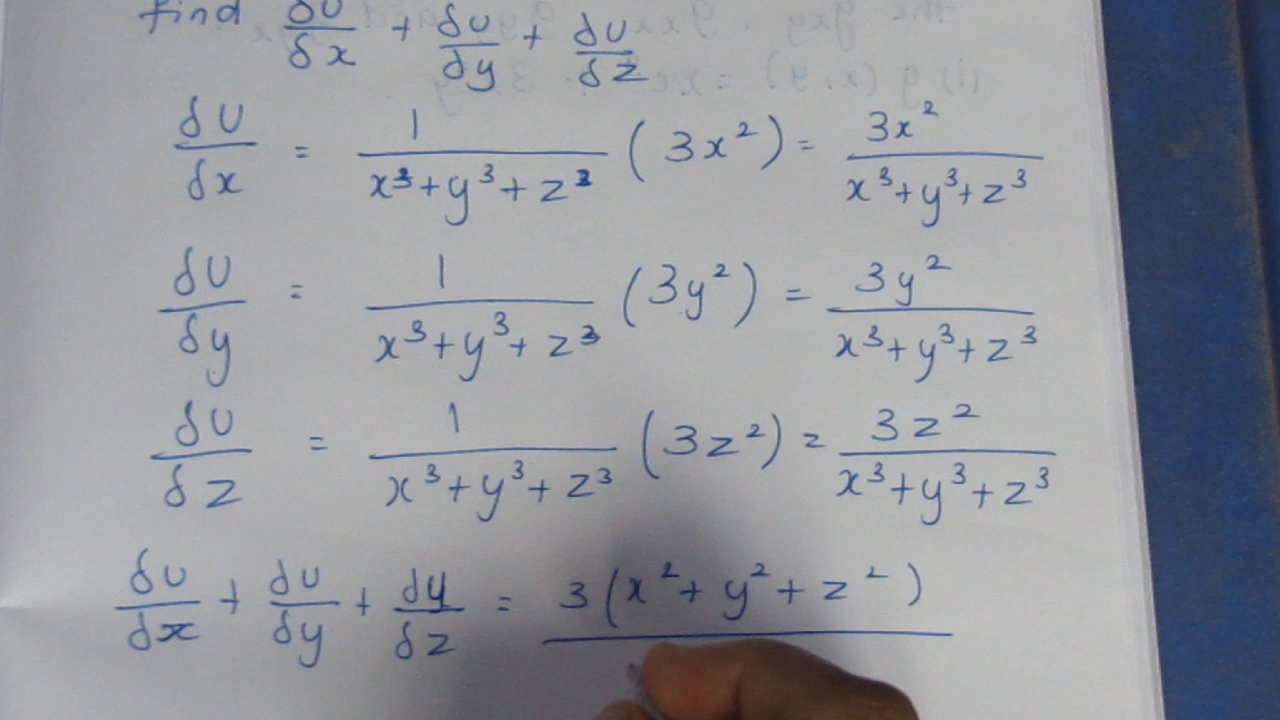 find δU/δx + δU/δy + δU/δz
δU/δx = 1/(x³+y³+z³) (3x²) = 3x²/(x³+y³+z³)
δU/δy = 1/(x³+y³+z³) (3y²) = 3y²/(x³+y³+z³)
δU/δz = 1/(x³+y³+z³) (3z²) = 3z²/(x³+y³+z³)
δU/δx + δU/δy + δy/δz = 3(x²+y²+z²)/